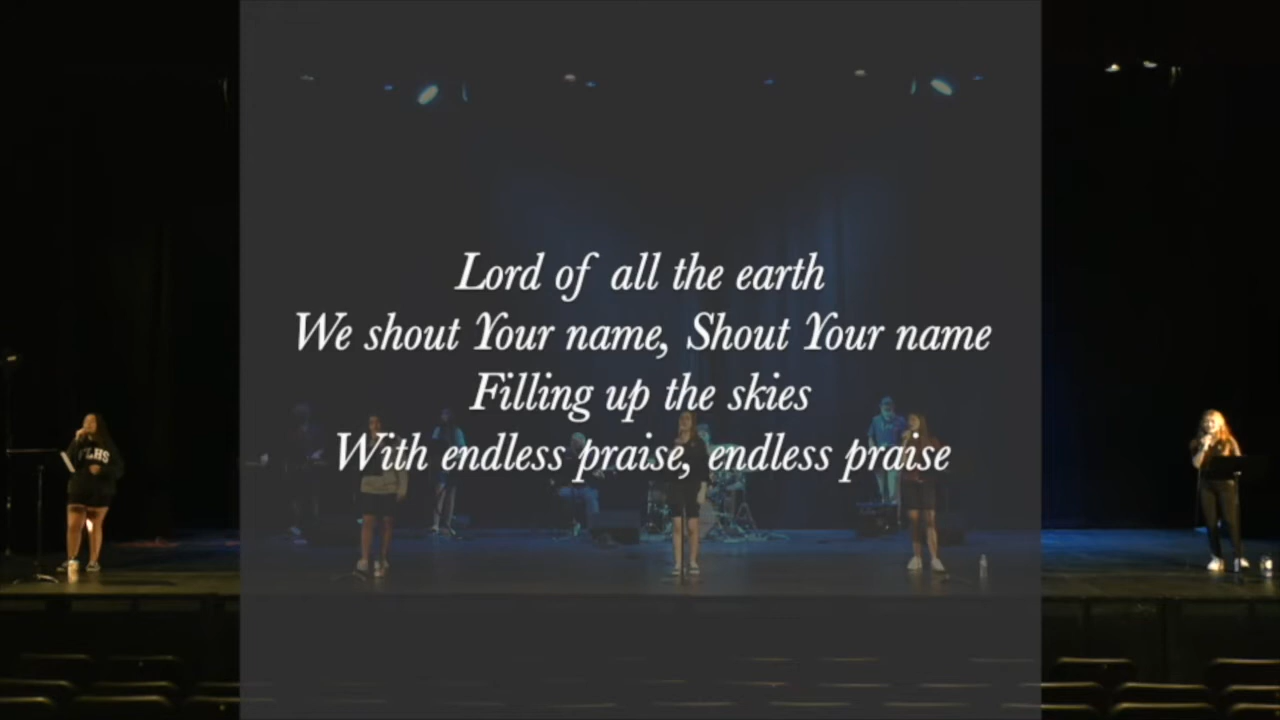 Lord of all the earth
We shout Your name, Shout Your name
Filling up the skies
With endless praise, endless praise